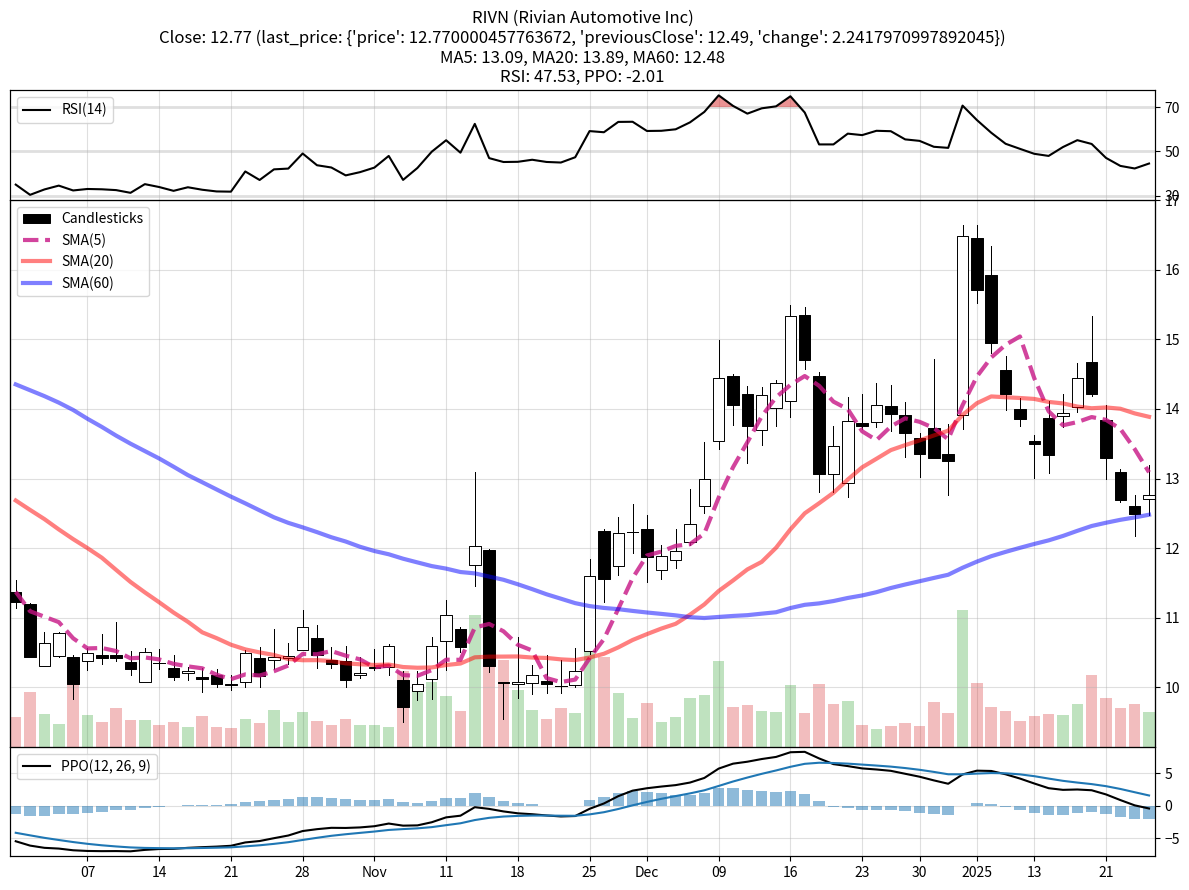 RIVN (Rivian Automotive Inc)
Close: 12.77 (last_price: {'price': 12.770000457763672, 'previousClose': 12.49, 'change': 2.2417970997892045})
MA5: 13.09, MA20: 13.89, MA60: 12.48
RSI: 47.53, PPO: -2.01
RSI(14)
70
50
30
Candlesticks
SMA(5)
SMA(20)
SMA(60)
17
16
15
14
13
12
11
10
PPO(12, 26, 9)
5
0
−5
07 14 21 28 Nov 11 18 25 Dec 09 16 23 30 2025 13 21